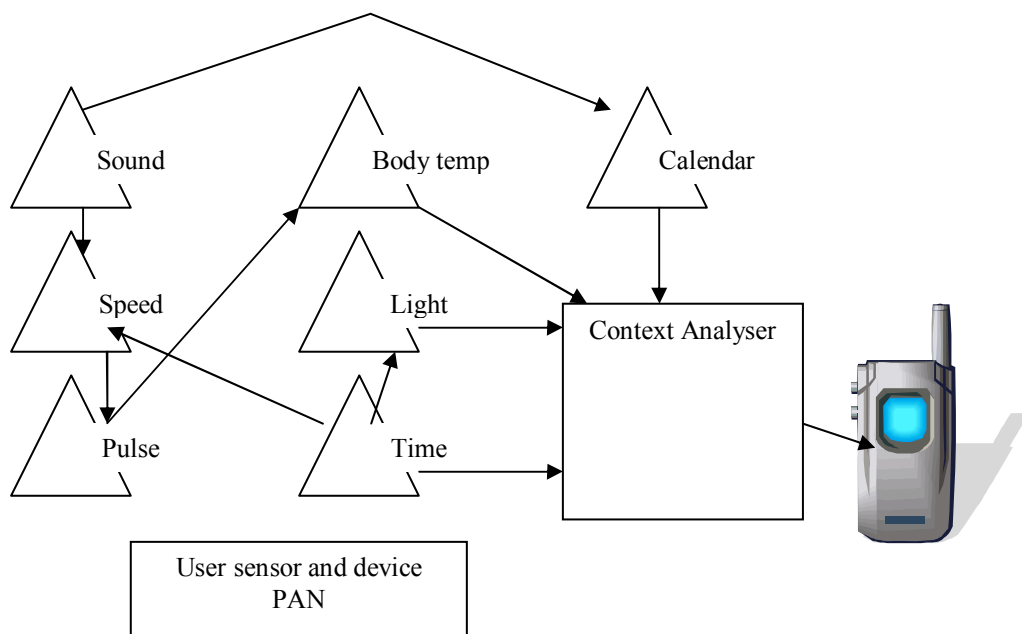 Sound
Body temp
Calendar
Speed
Light
Context Analyser
Pulse
Time
User sensor and device
PAN